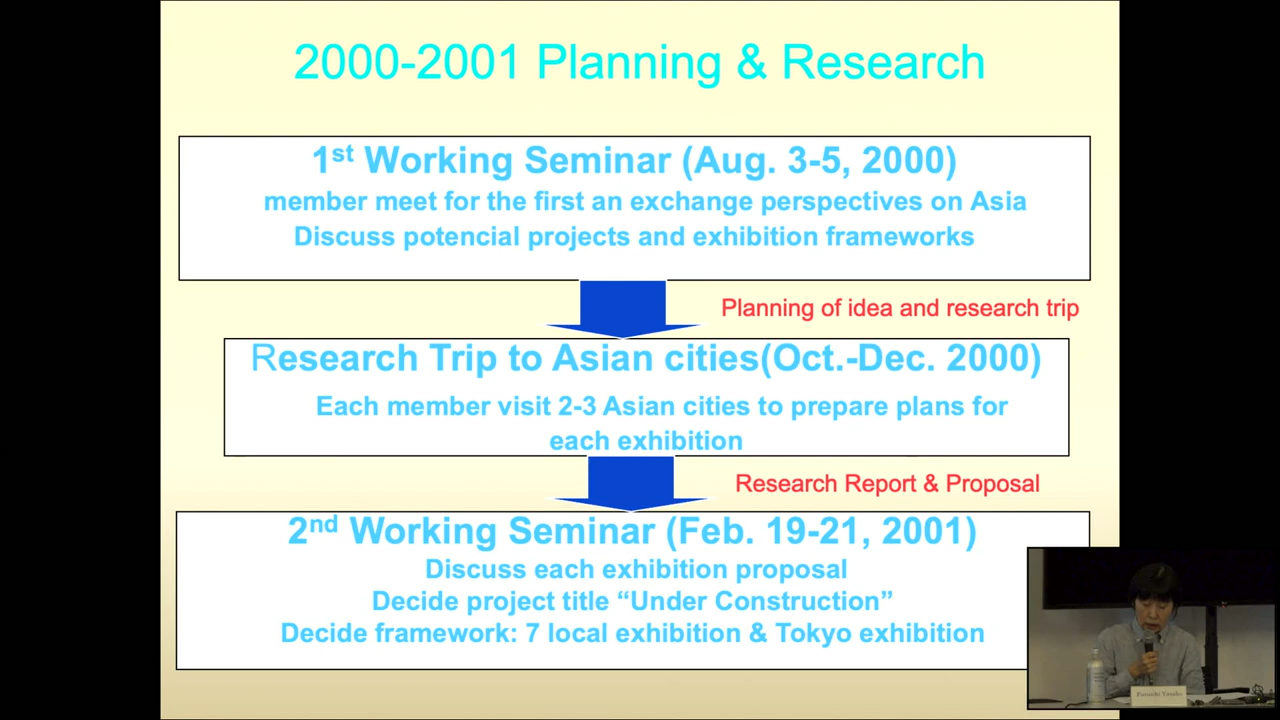 2000-2001 Planning & Research
1st Working Seminar (Aug. 3-5, 2000)
member meet for the first an exchange perspectives on Asia
Discuss potencial projects and exhibition frameworks
Planning of idea and research trip
Research Trip to Asian cities(Oct.-Dec. 2000)
Each member visit 2-3 Asian cities to prepare plans for
each exhibition
Research Report & Proposal
2nd Working Seminar (Feb. 19-21, 2001)
Discuss each exhibition proposal
Decide project title “Under Construction”
Decide framework: 7 local exhibition & Tokyo exhibition